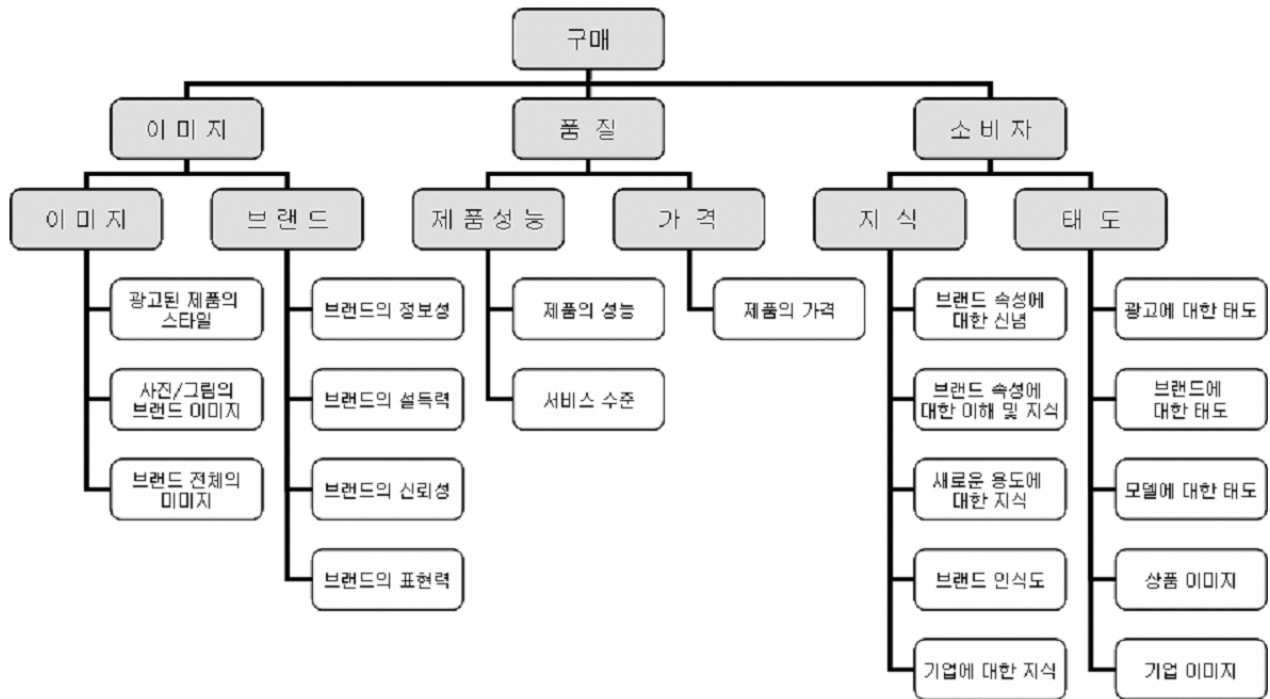 구매
이 미 지
품 질
소 비 자
이 미 지
브 랜 드
제 품 성 능
가 격
지 식
태 도
광고된 제품의
스타일
브랜드의 정보성
제품의 성능
제품의 가격
브랜드 속성에
대한 신념
광고에 대한 태도
사진/그림의
브랜드 이미지
브랜드의 설득력
서비스 수준
브랜드 속성에
대한 이해 및 지식
브랜드에
대한 태도
브랜드 전체의
미미지
브랜드의 신뢰성
새로운 용도에
대한 지식
모델에 대한 태도
브랜드의 표현력
브랜드 인식도
상품 이미지
기업에 대한 지식
기업 이미지